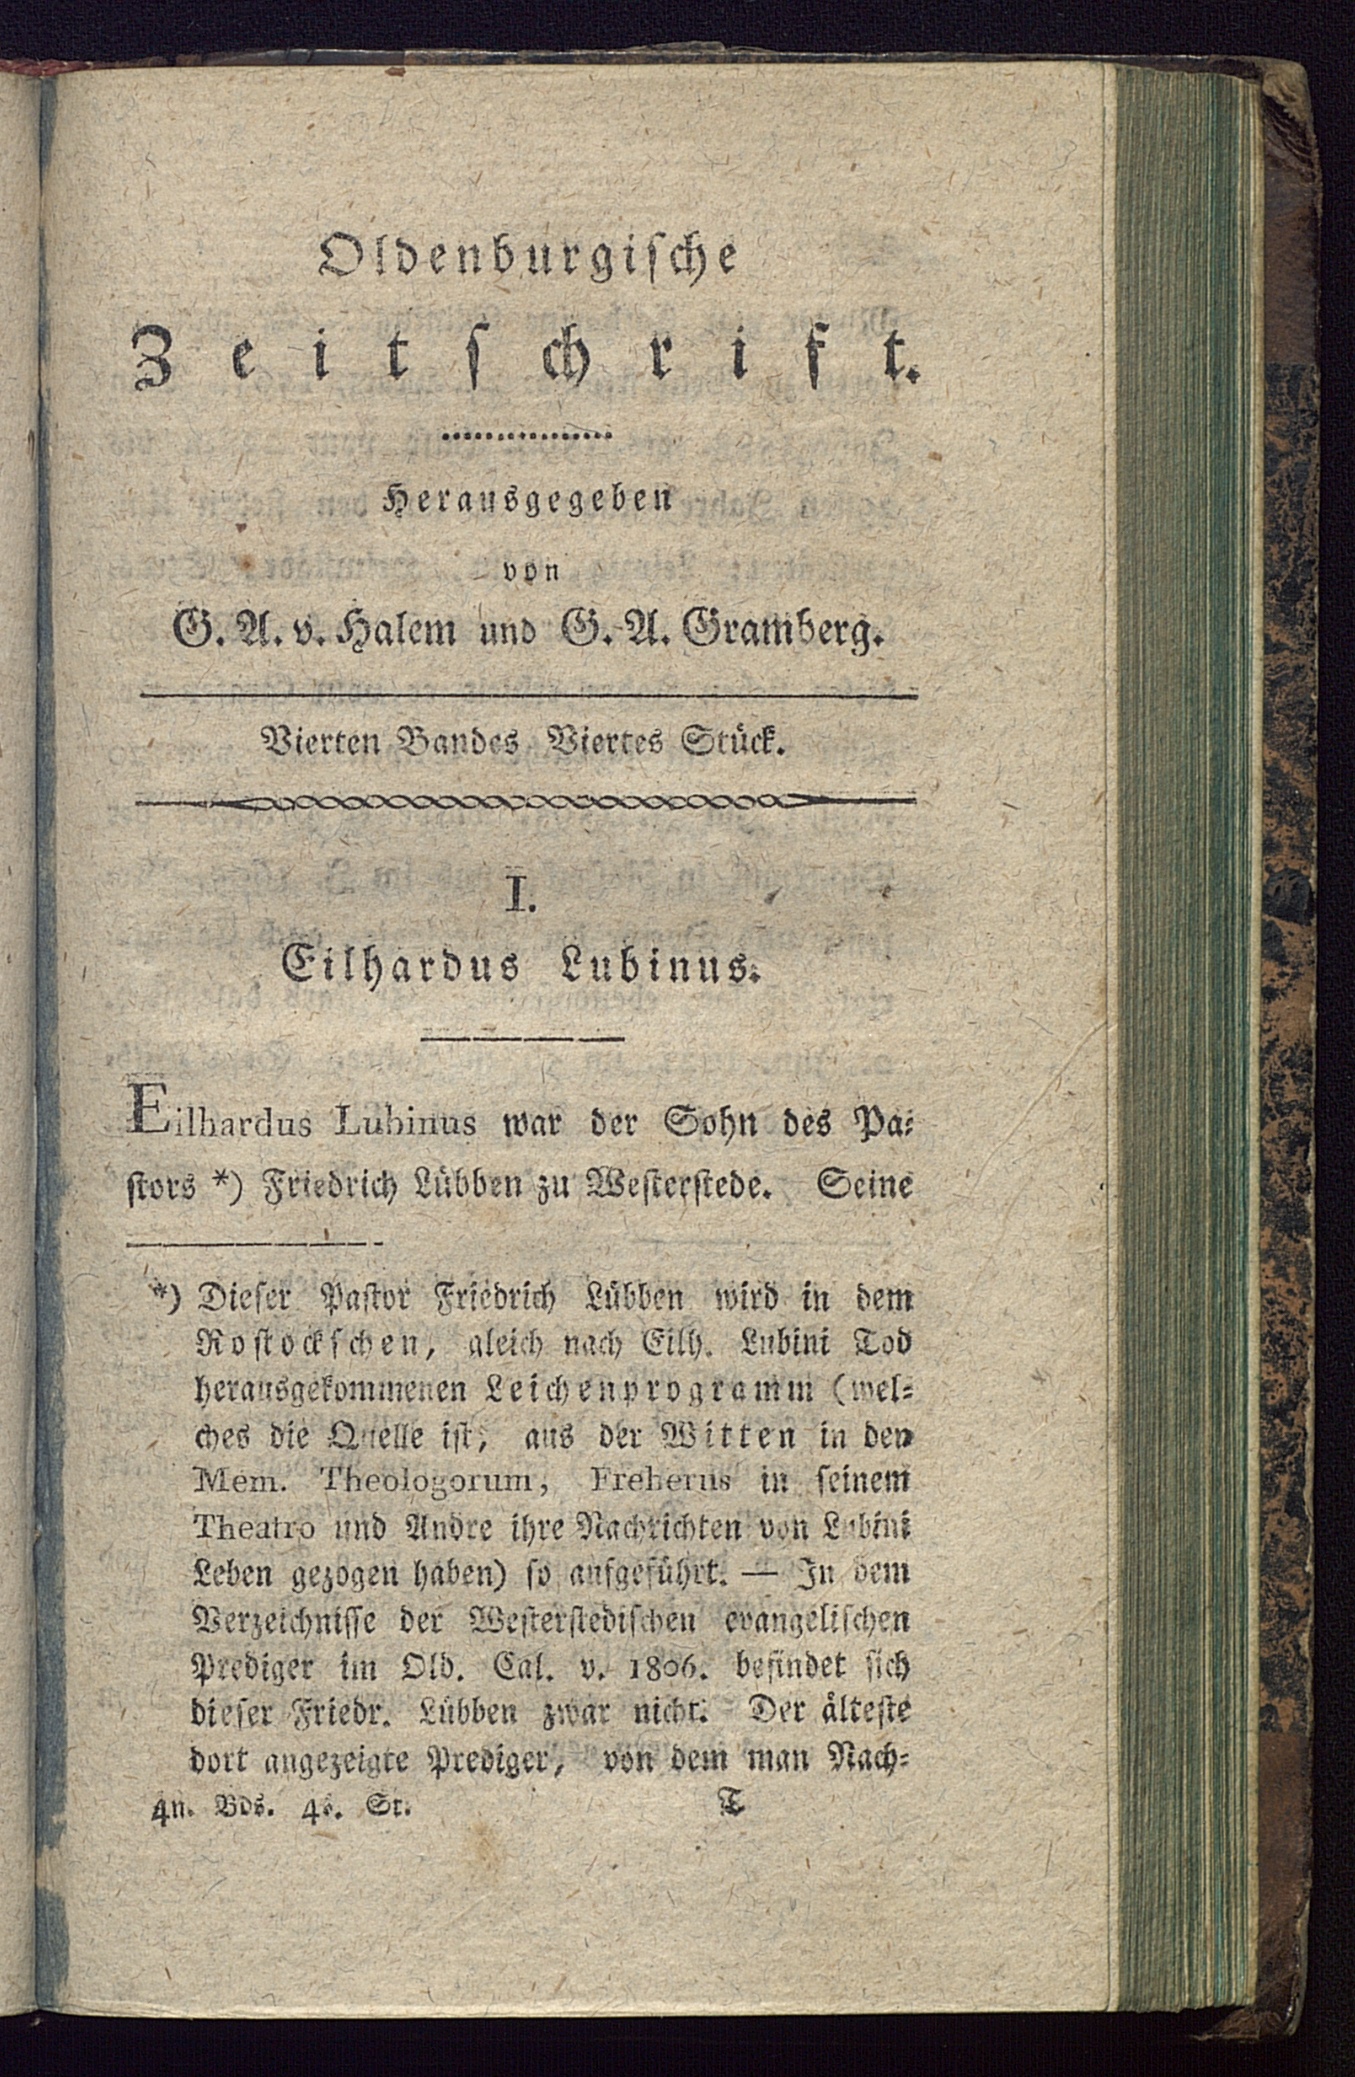 Oldenburgische
Zeitschrift.
Herausgegeben
von
G. A. v. Halem und G. A. Gramberg.
Vierten Bandes Viertes Stück.
I.
Eilhardus Lubinus.
Eilhardus Lubinus war der Sohn des Pa-
stors *) Friedrich Lübben zu Westerstede. Seine
*) Dieser Pastor Friedrich Lübben wird in dem
Rostockschen, gleich nach Eilh. Lubini Tod
herausgekommenen Leichenprogramm (wel-
ches die Quelle ist, aus der Witten in den
Mem. Theologorum, Freherus in seinem
Theatro und Andre ihre Nachrichten von Lubini
Leben gezogen haben) so aufgeführt. — In dem
Verzeichnisse der Westerstedischen evangelischen
Prediger im Old. Cal. v. 1806. befindet sich
dieser Friedr. Lübben zwar nicht. Der älteste
dort angezeigte Prediger, von dem man Nach-
4n. Bds. 4s. St. T